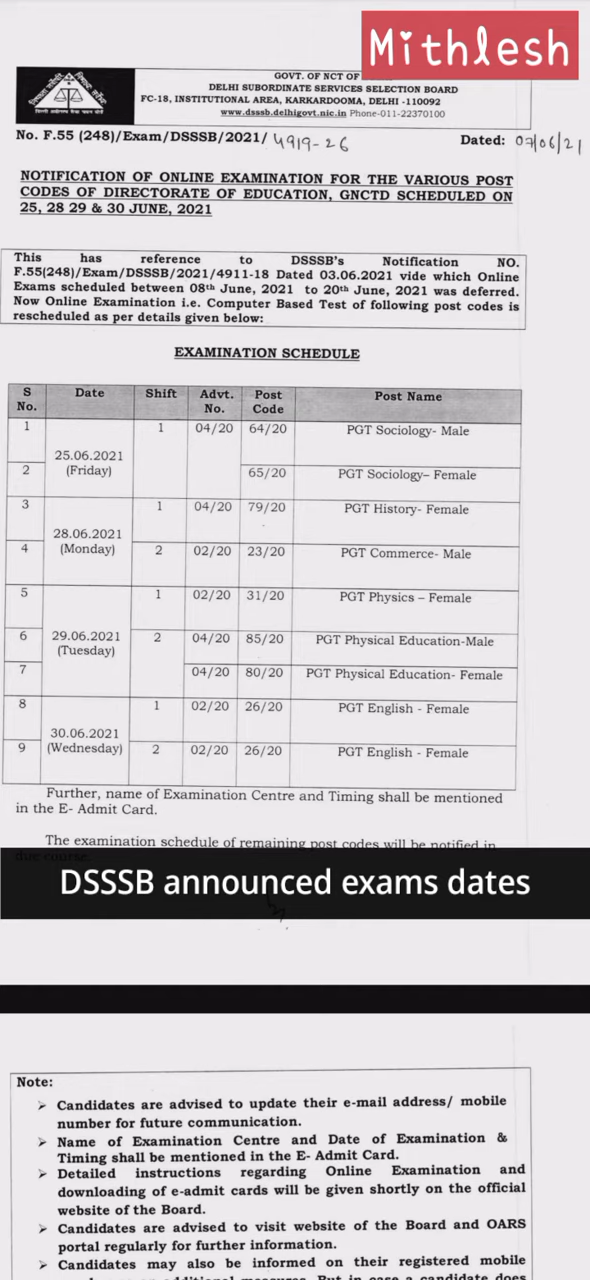 Mithlesh
GOVT. OF NCT OF
DELHI SUBORDINATE SERVICES SELECTION BOARD
FC-18, INSTITUTIONAL AREA, KARKARDOOMA, DELHI -110092
www.dsssb.delhigovt.nic.in Phone-011-22370100
No. F.55 (248)/Exam/DSSSB/2021/ 4919-26 Dated: 07/06/21
NOTIFICATION OF ONLINE EXAMINATION FOR THE VARIOUS POST
CODES OF DIRECTORATE OF EDUCATION, GNCTD SCHEDULED ON
25, 28 29 & 30 JUNE, 2021
This has reference to DSSSB's Notification NO.
F.55(248)/Exam/DSSSB/2021/4911-18 Dated 03.06.2021 vide which Online
Exams scheduled between 08th June, 2021 to 20th June, 2021 was deferred.
Now Online Examination i.e. Computer Based Test of following post codes is
rescheduled as per details given below:
EXAMINATION SCHEDULE
S No. Date Shift Advt. No. Post Code Post Name
1 25.06.2021 (Friday) 1 04/20 64/20 PGT Sociology- Male
2 65/20 PGT Sociology– Female
3 28.06.2021 (Monday) 1 04/20 79/20 PGT History- Female
4 2 02/20 23/20 PGT Commerce- Male
5 29.06.2021 (Tuesday) 1 02/20 31/20 PGT Physics – Female
6 2 04/20 85/20 PGT Physical Education-Male
7 04/20 80/20 PGT Physical Education- Female
8 30.06.2021 (Wednesday) 1 02/20 26/20 PGT English - Female
9 2 02/20 26/20 PGT English - Female
Further, name of Examination Centre and Timing shall be mentioned
in the E- Admit Card.
The examination schedule of remaining post codes will be notified in
due course.
DSSSB announced exams dates
Note:
➢ Candidates are advised to update their e-mail address/ mobile
number for future communication.
➢ Name of Examination Centre and Date of Examination &
Timing shall be mentioned in the E- Admit Card.
➢ Detailed instructions regarding Online Examination and
downloading of e-admit cards will be given shortly on the official
website of the Board.
➢ Candidates are advised to visit website of the Board and OARS
portal regularly for further information.
➢ Candidates may also be informed on their registered mobile